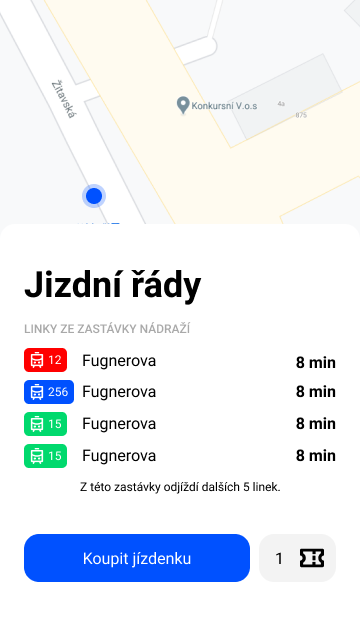 Žitavská
Konkursní V.o.s
4a
875
Jizdní řády
LINKY ZE ZASTÁVKY NÁDRAŽÍ
12 Fugnerova 8 min
256 Fugnerova 8 min
15 Fugnerova 8 min
15 Fugnerova 8 min
Z této zastávky odjíždí dalších 5 linek.
Koupit jízdenku
1